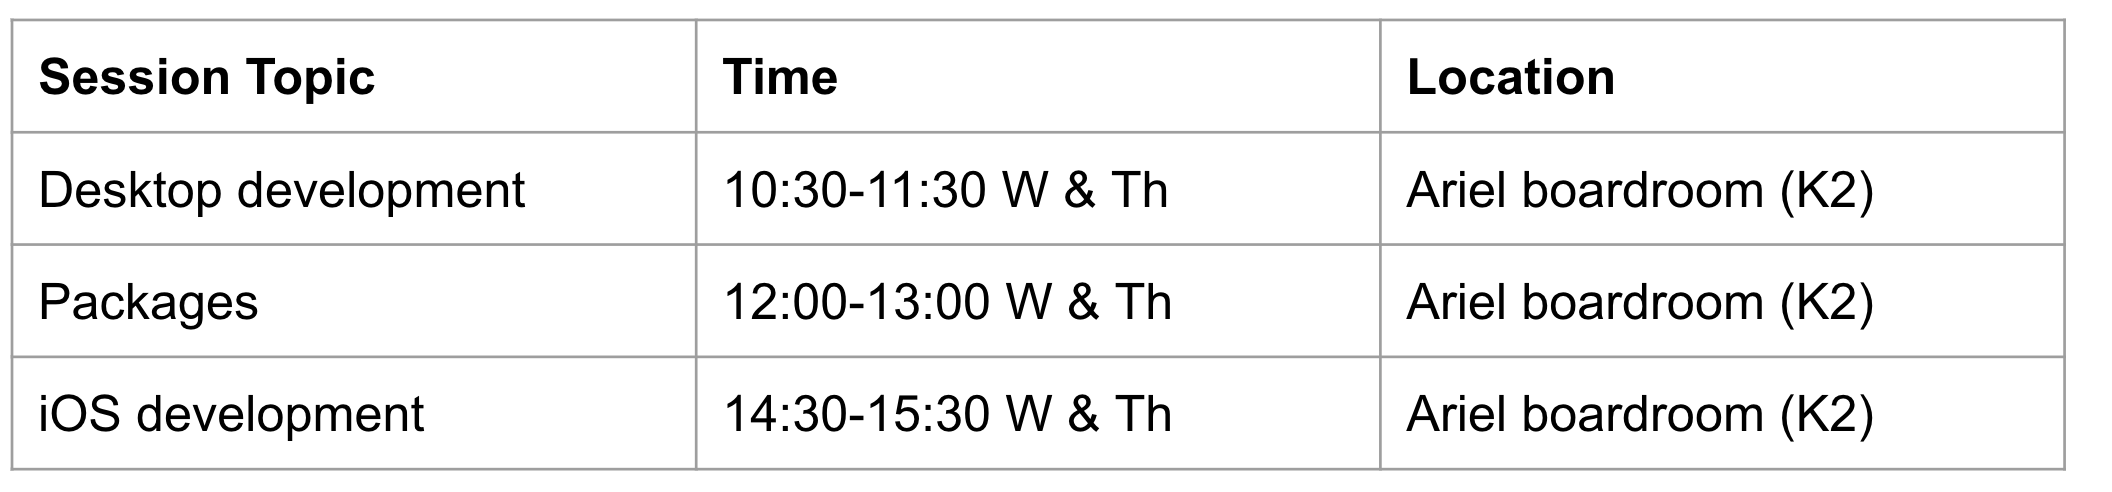 Session Topic Time Location
Desktop development 10:30-11:30 W & Th Ariel boardroom (K2)
Packages 12:00-13:00 W & Th Ariel boardroom (K2)
iOS development 14:30-15:30 W & Th Ariel boardroom (K2)